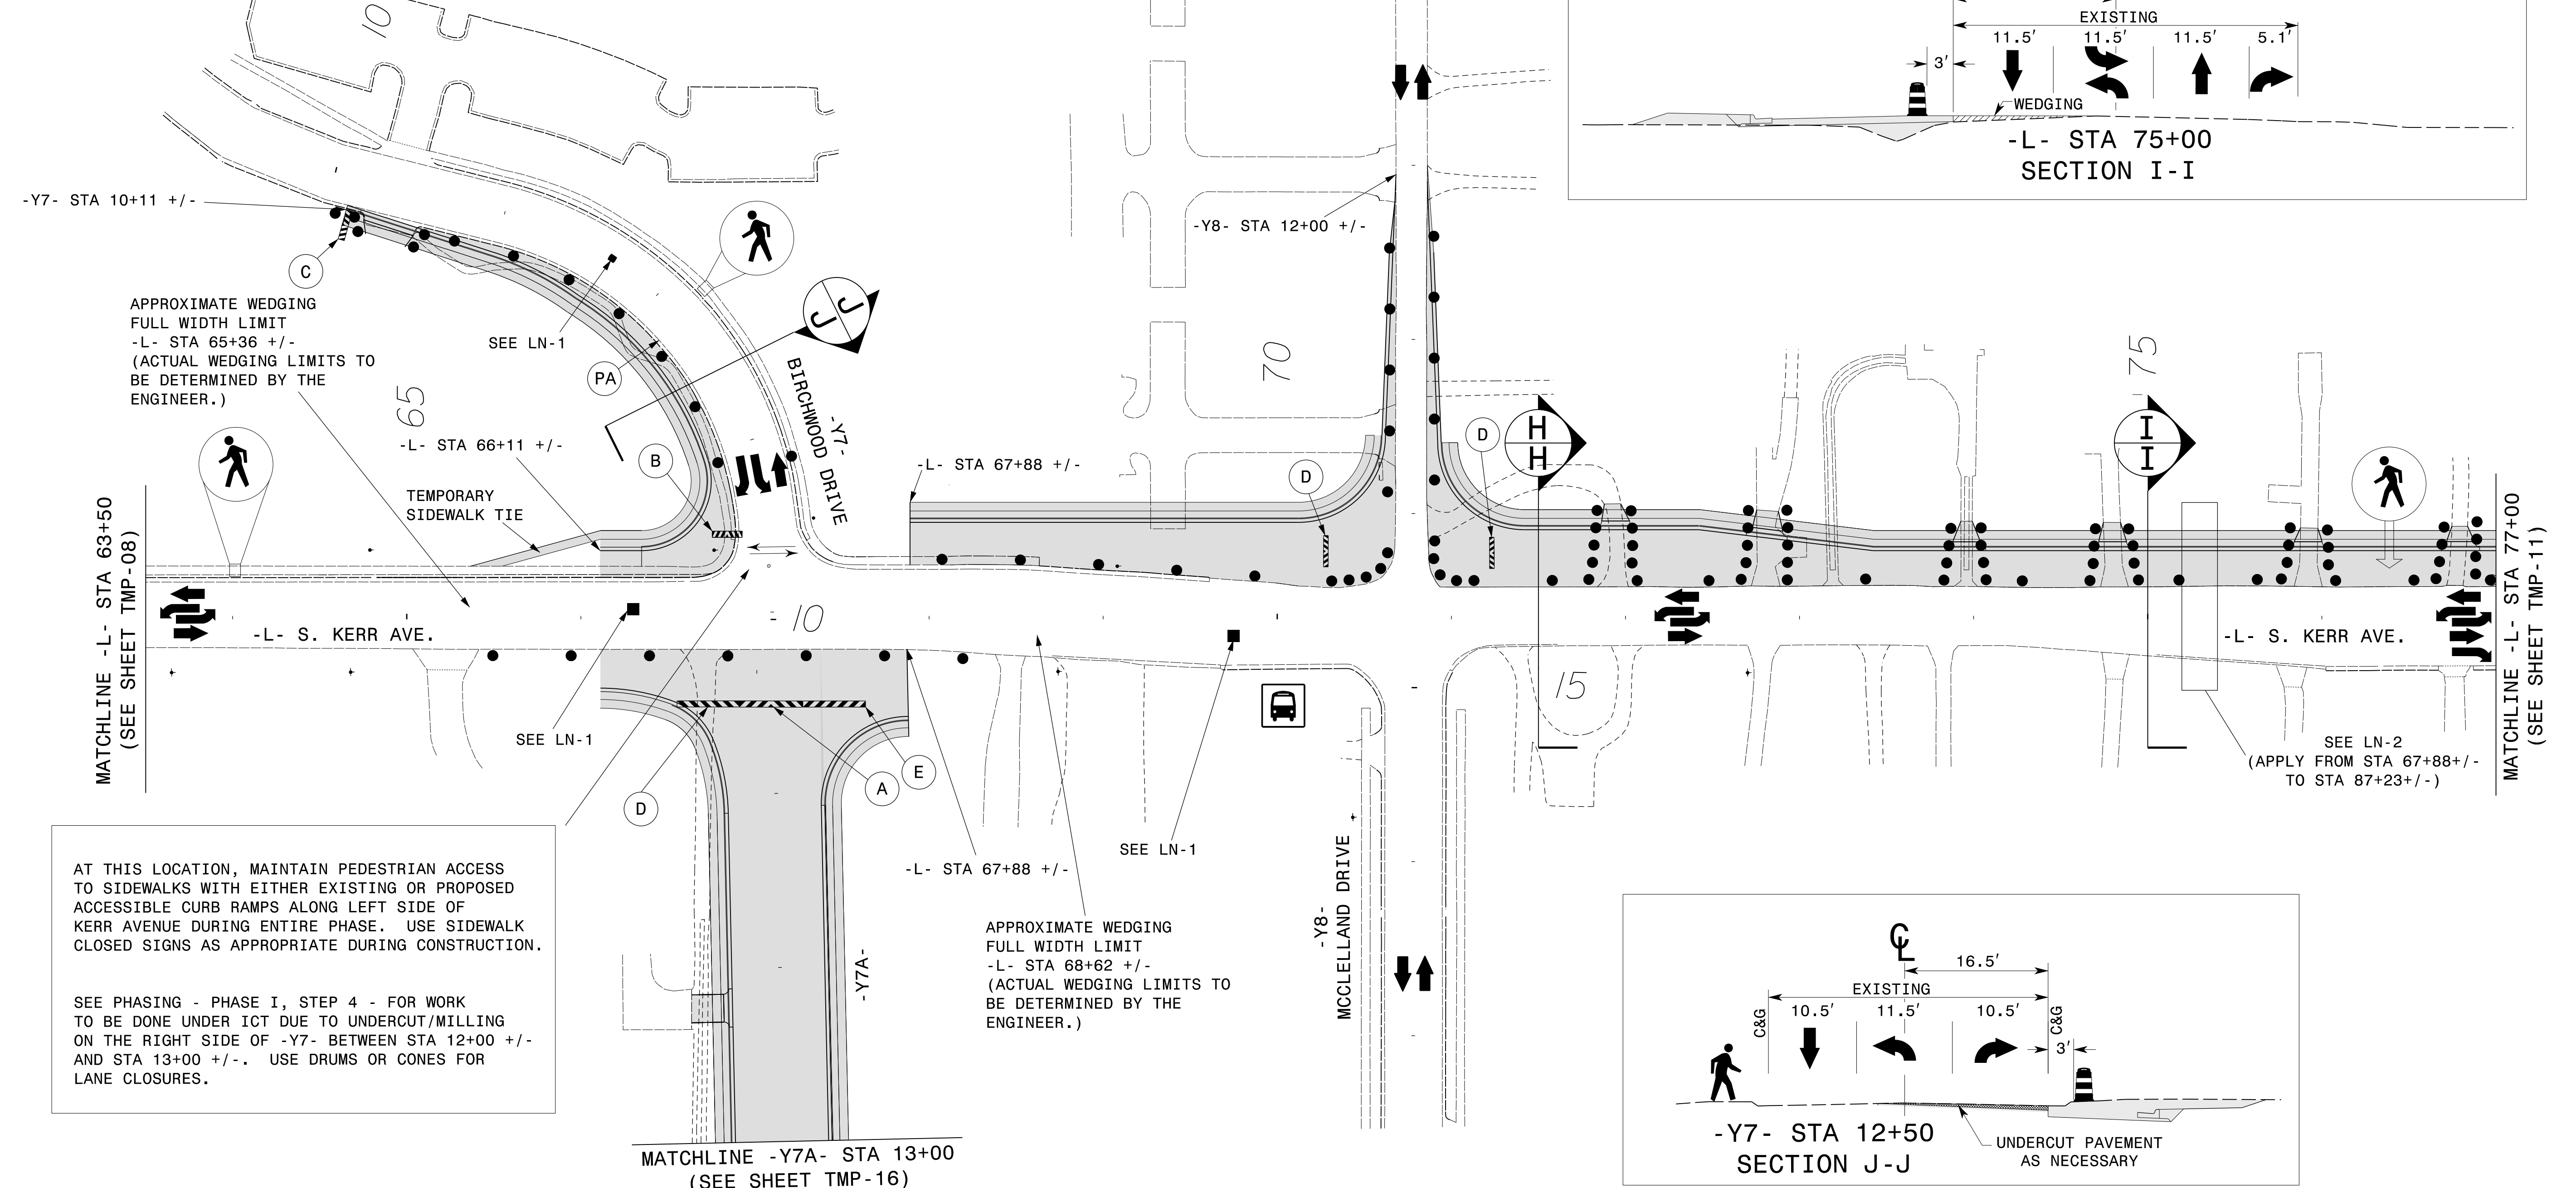 10
EXISTING
11.5'
11.5'
11.5'
5.1'
3'
WEDGING
-L- STA 75+00
SECTION I-I
-Y7- STA 10+11 +/-
C
APPROXIMATE WEDGING
FULL WIDTH LIMIT
-L- STA 65+36 +/-
(ACTUAL WEDGING LIMITS TO
BE DETERMINED BY THE
ENGINEER.)
65
SEE LN-1
PA
J
J
-Y7-
BIRCHWOOD DRIVE
-Y8- STA 12+00 +/-
70
75
-L- STA 66+11 +/-
B
TEMPORARY
SIDEWALK TIE
-L- STA 67+88 +/-
D
D
H
H
I
I
MATCHLINE -L- STA 63+50
(SEE SHEET TMP-08)
-L- S. KERR AVE.
10
-L- S. KERR AVE.
MATCHLINE -L- STA 77+00
(SEE SHEET TMP-11)
15
SEE LN-1
D
A
E
-L- STA 67+88 +/-
SEE LN-1
SEE LN-2
(APPLY FROM STA 67+88+/-
TO STA 87+23+/-)
AT THIS LOCATION, MAINTAIN PEDESTRIAN ACCESS
TO SIDEWALKS WITH EITHER EXISTING OR PROPOSED
ACCESSIBLE CURB RAMPS ALONG LEFT SIDE OF
KERR AVENUE DURING ENTIRE PHASE. USE SIDEWALK
CLOSED SIGNS AS APPROPRIATE DURING CONSTRUCTION.
SEE PHASING - PHASE I, STEP 4 - FOR WORK
TO BE DONE UNDER ICT DUE TO UNDERCUT/MILLING
ON THE RIGHT SIDE OF -Y7- BETWEEN STA 12+00 +/-
AND STA 13+00 +/-. USE DRUMS OR CONES FOR
LANE CLOSURES.
-Y7A-
MATCHLINE -Y7A- STA 13+00
(SEE SHEET TMP-16)
APPROXIMATE WEDGING
FULL WIDTH LIMIT
-L- STA 68+62 +/-
(ACTUAL WEDGING LIMITS TO
BE DETERMINED BY THE
ENGINEER.)
-Y8-
MCCLELLAND DRIVE
CL
16.5'
EXISTING
C&G
10.5'
11.5'
10.5'
C&G
3'
-Y7- STA 12+50
SECTION J-J
UNDERCUT PAVEMENT
AS NECESSARY